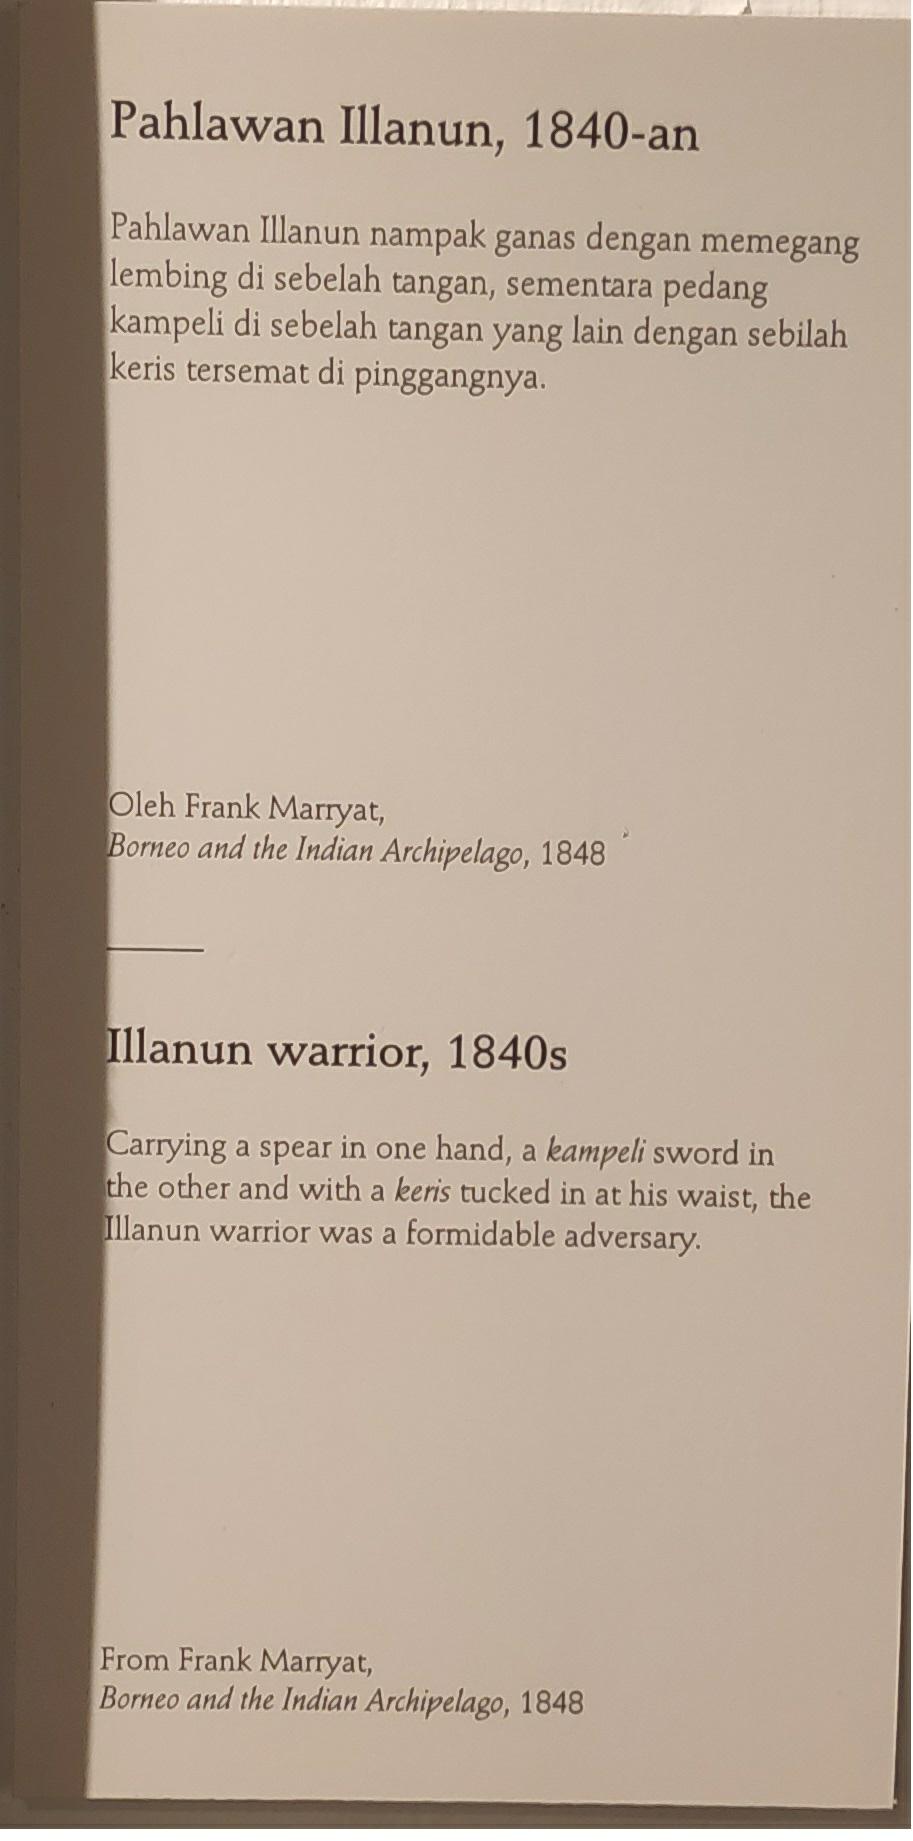 Pahlawan Illanun, 1840-an
Pahlawan Illanun nampak ganas dengan memegang
lembing di sebelah tangan, sementara pedang
kampeli di sebelah tangan yang lain dengan sebilah
keris tersemat di pinggangnya.
Oleh Frank Marryat,
Borneo and the Indian Archipelago, 1848
Illanun warrior, 1840s
Carrying a spear in one hand, a kampeli sword in
the other and with a keris tucked in at his waist, the
Illanun warrior was a formidable adversary.
From Frank Marryat,
Borneo and the Indian Archipelago, 1848